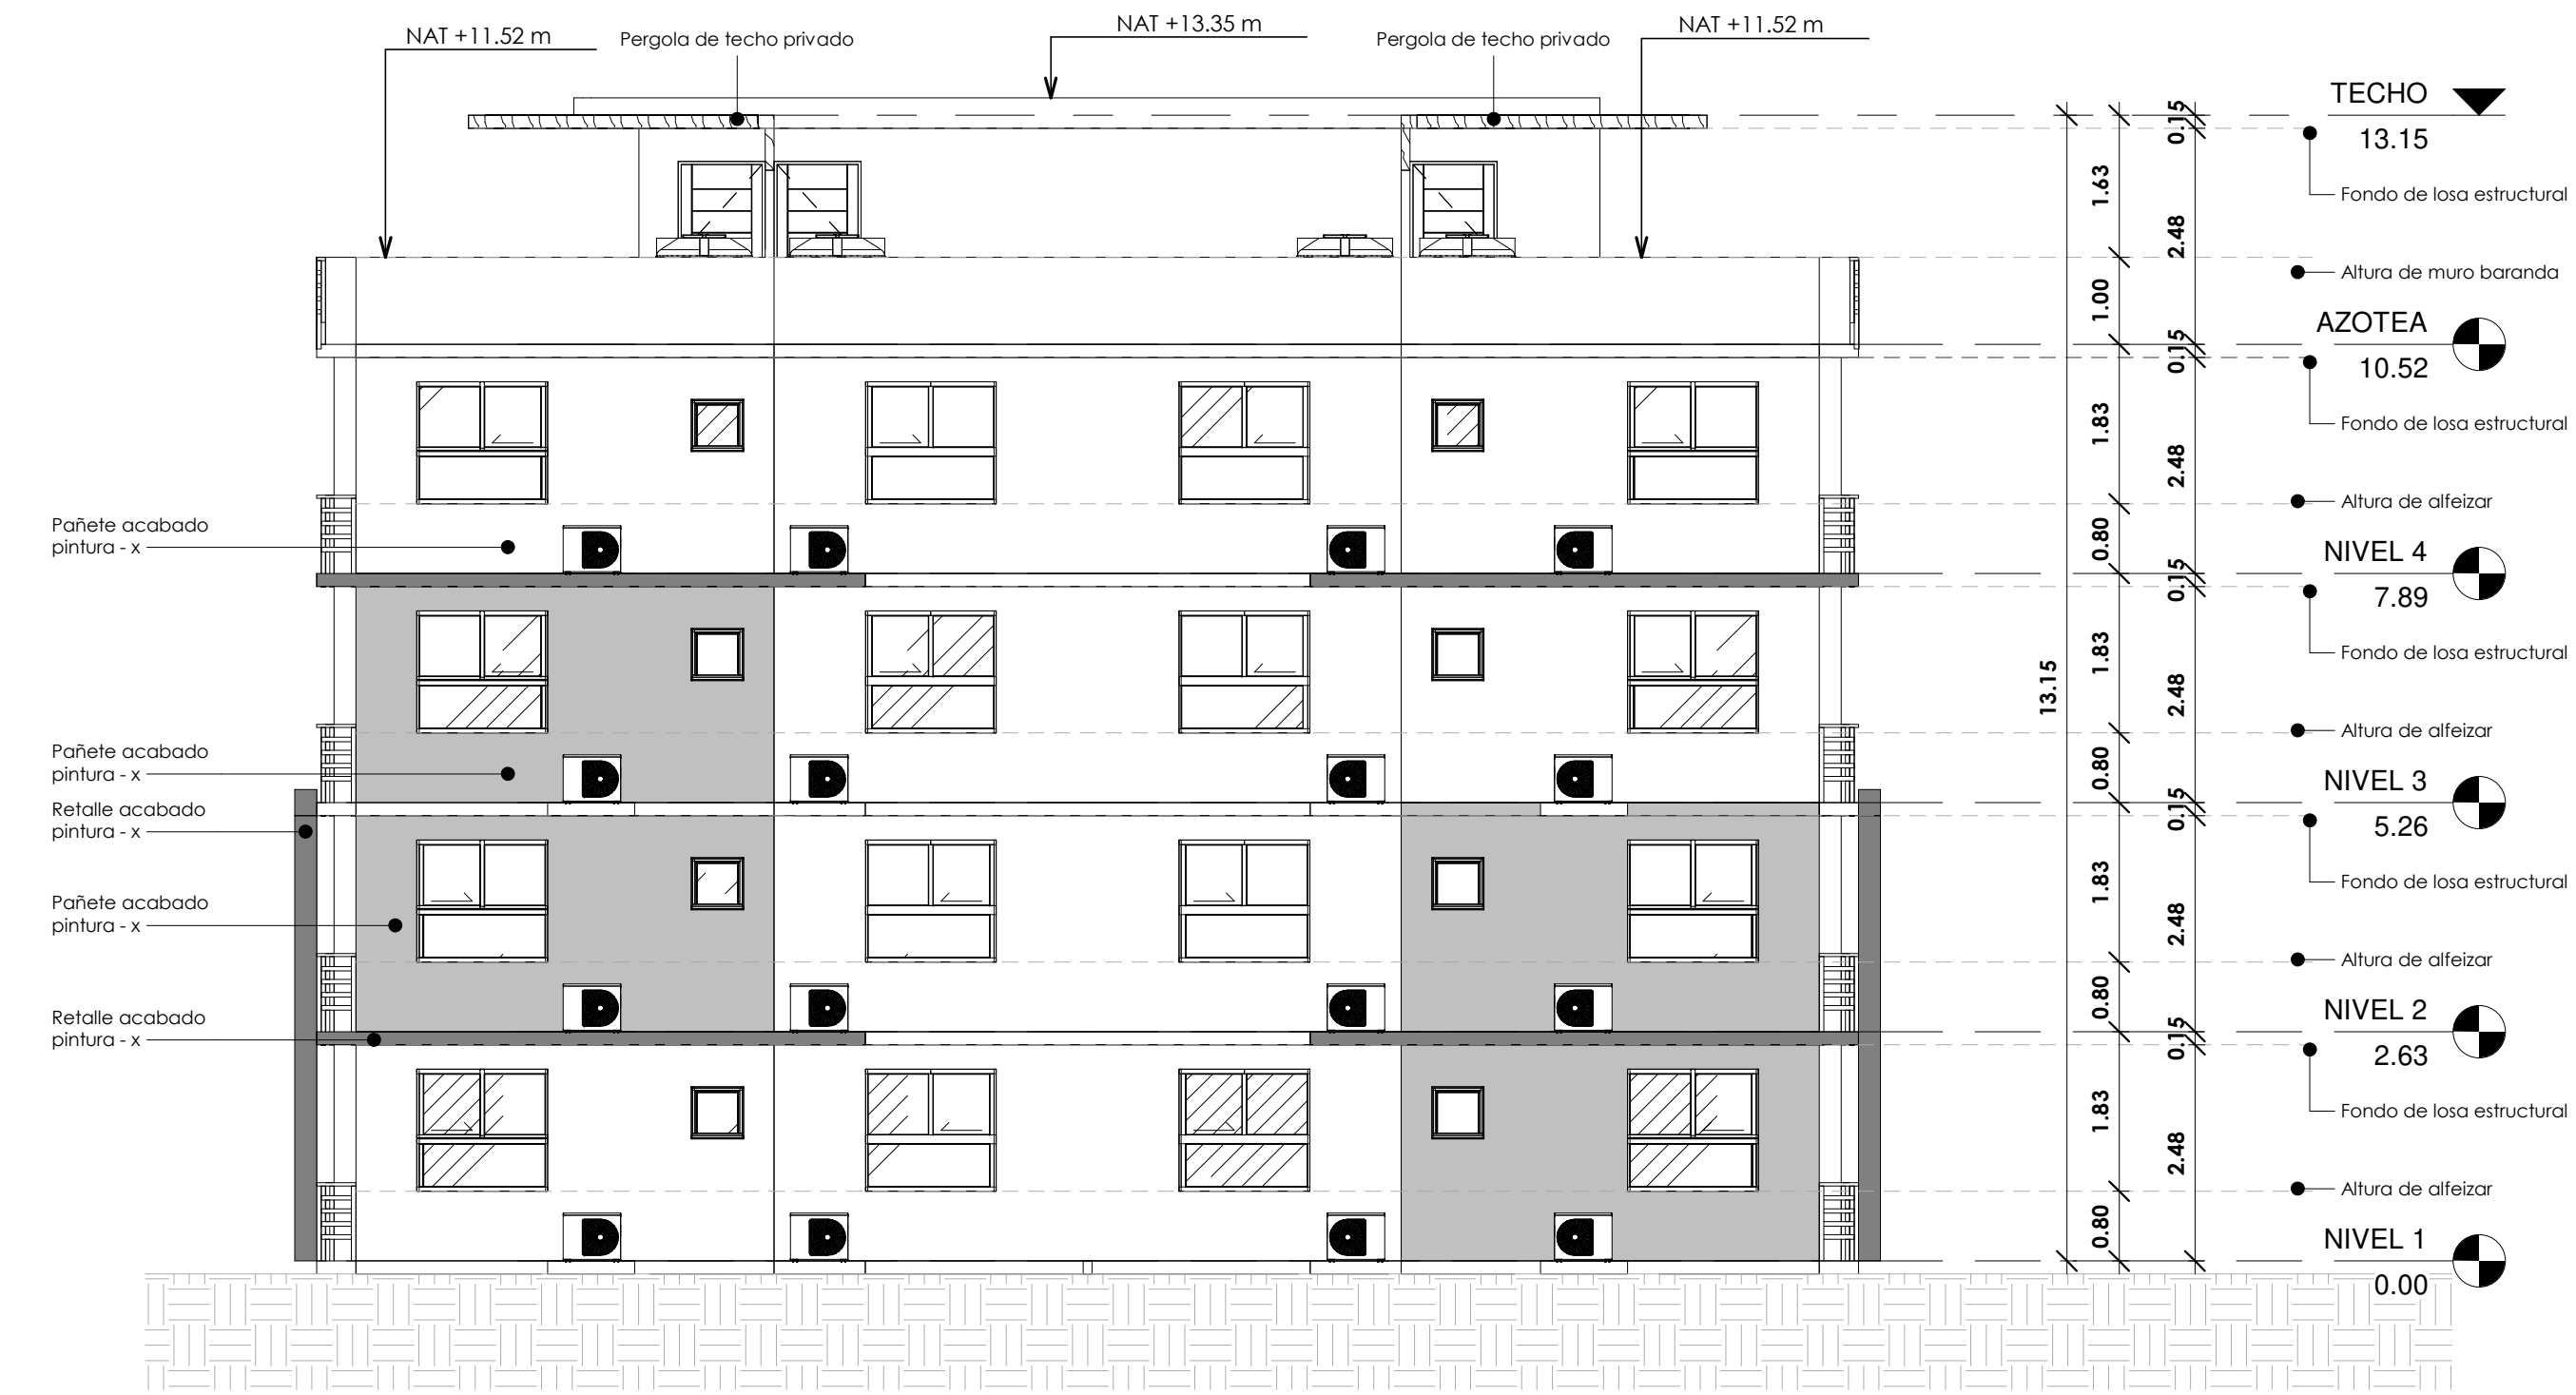 NAT +11.52 m
Pergola de techo privado
NAT +13.35 m
Pergola de techo privado
NAT +11.52 m
TECHO
13.15
0.15
1.63
Fondo de losa estructural
2.48
Altura de muro baranda
1.00
AZOTEA
10.52
0.15
1.83
Fondo de losa estructural
2.48
Altura de alfeizar
Pañete acabado
pintura - x
0.80
NIVEL 4
7.89
0.15
1.83
Fondo de losa estructural
13.15
2.48
Altura de alfeizar
Pañete acabado
pintura - x
0.80
NIVEL 3
5.26
0.15
Retalle acabado
pintura - x
1.83
Fondo de losa estructural
Pañete acabado
pintura - x
2.48
Altura de alfeizar
0.80
NIVEL 2
2.63
0.15
Retalle acabado
pintura - x
1.83
Fondo de losa estructural
2.48
Altura de alfeizar
0.80
NIVEL 1
0.00